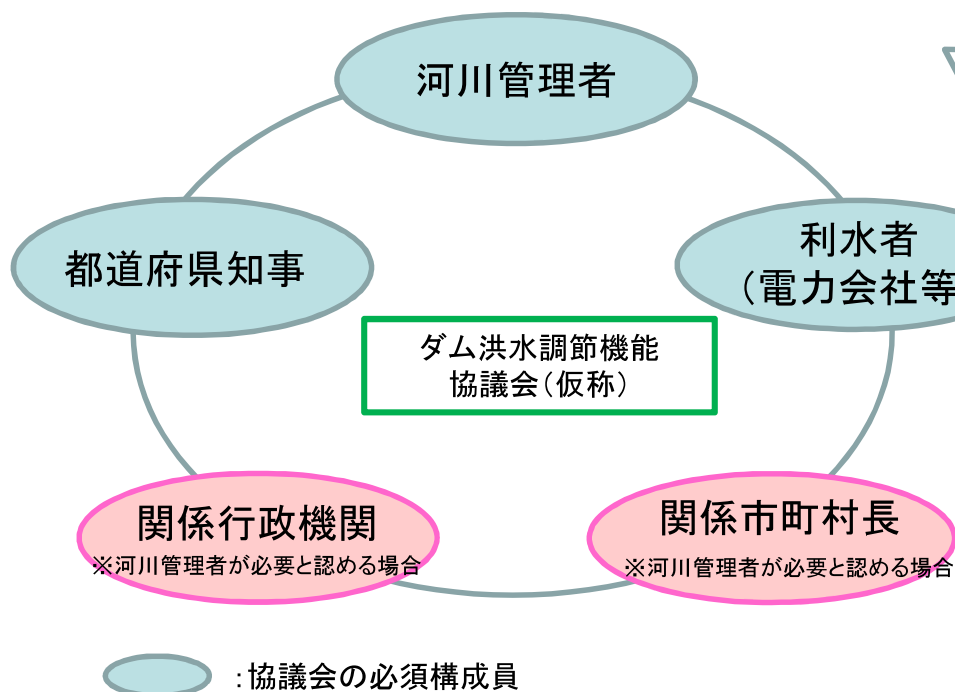 河川管理者
都道府県知事
利水者
（電力会社等
ダム洪水調節機能
協議会（仮称）
関係行政機関
※河川管理者が必要と認める場合
関係市町村長
※河川管理者が必要と認める場合
：協議会の必須構成員